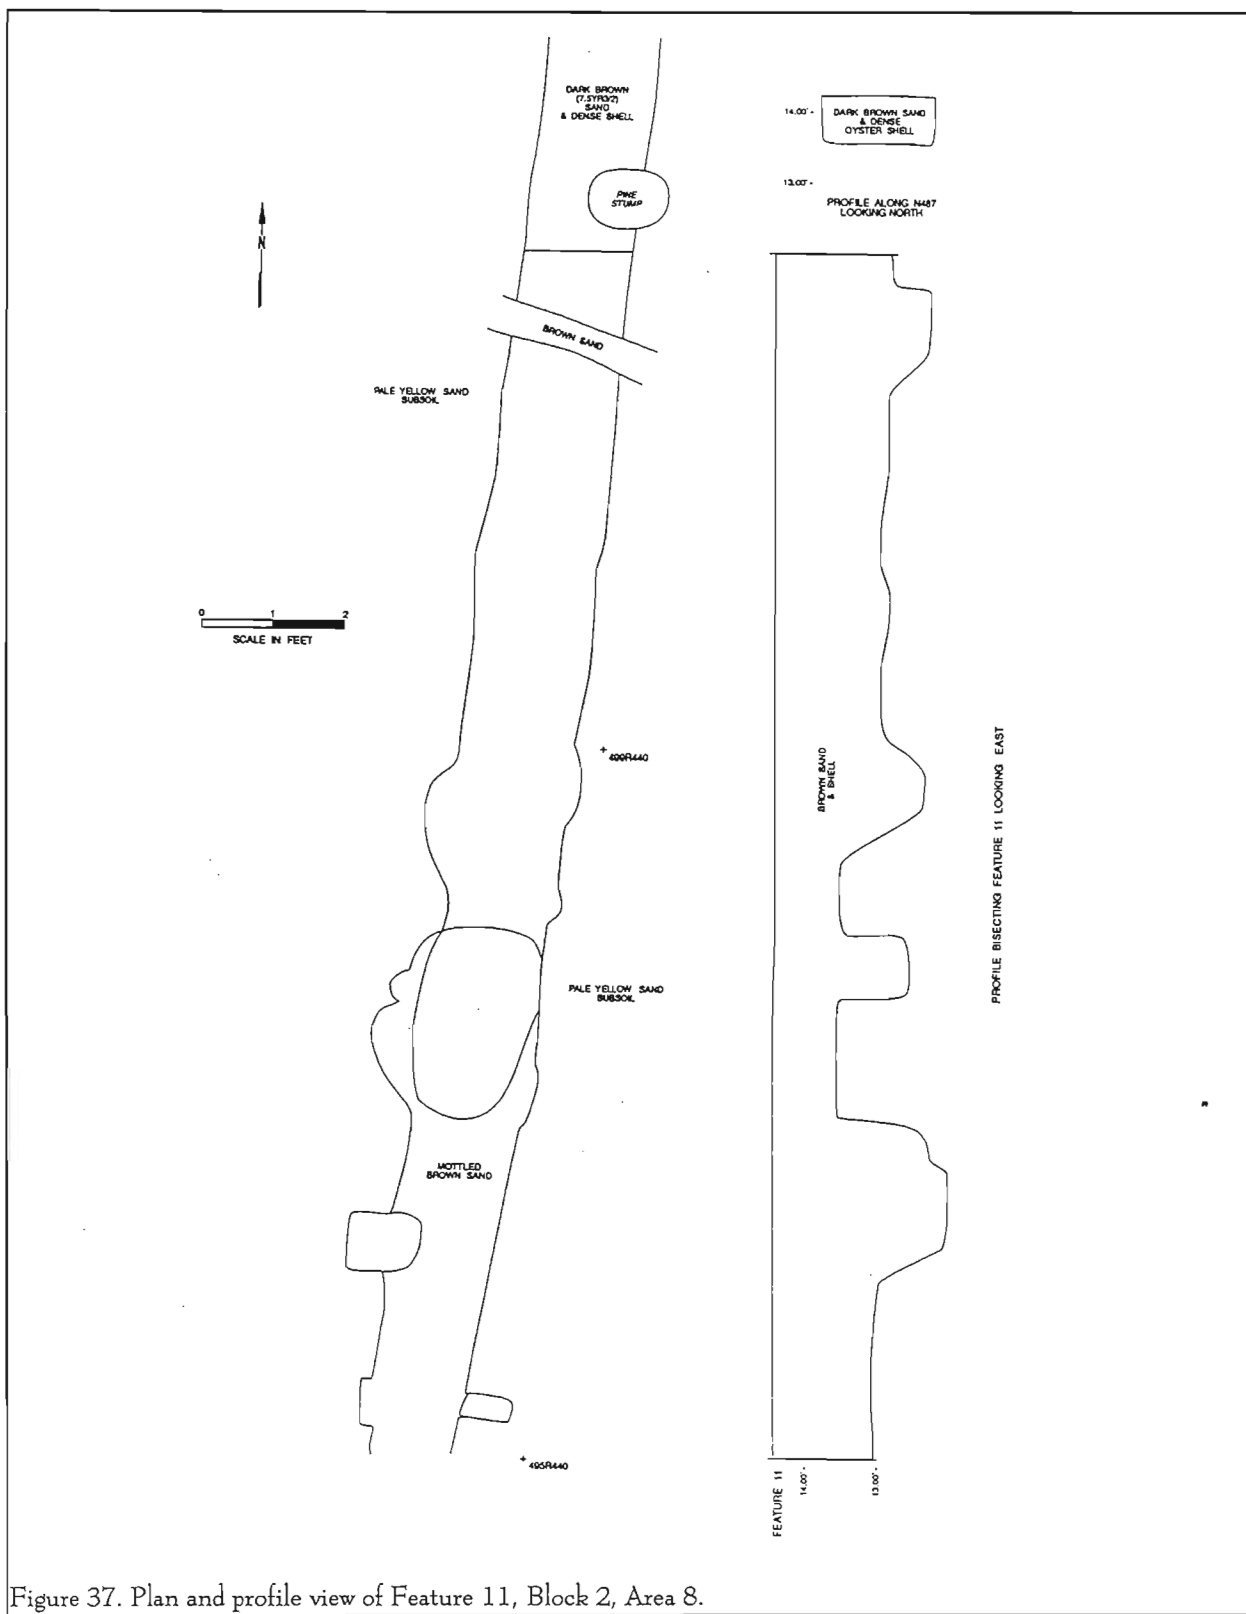 DARK BROWN
(7.5YR3/2)
SAND
& DENSE SHELL
PINE
STUMP
N
BROWN SAND
PALE YELLOW SAND
SUBSOIL
0 1 2
SCALE IN FEET
PALE YELLOW SAND
SUBSOIL
MOTTLED
BROWN SAND
495R440
14.00'-
DARK BROWN SAND
& DENSE
OYSTER SHELL
13.00'-
PROFILE ALONG N487
LOOKING NORTH
BROWN SAND
& SHELL
PROFILE BISECTING FEATURE 11 LOOKING EAST
FEATURE 11
14.00'-
13.00'-
Figure 37. Plan and profile view of Feature 11, Block 2, Area 8.